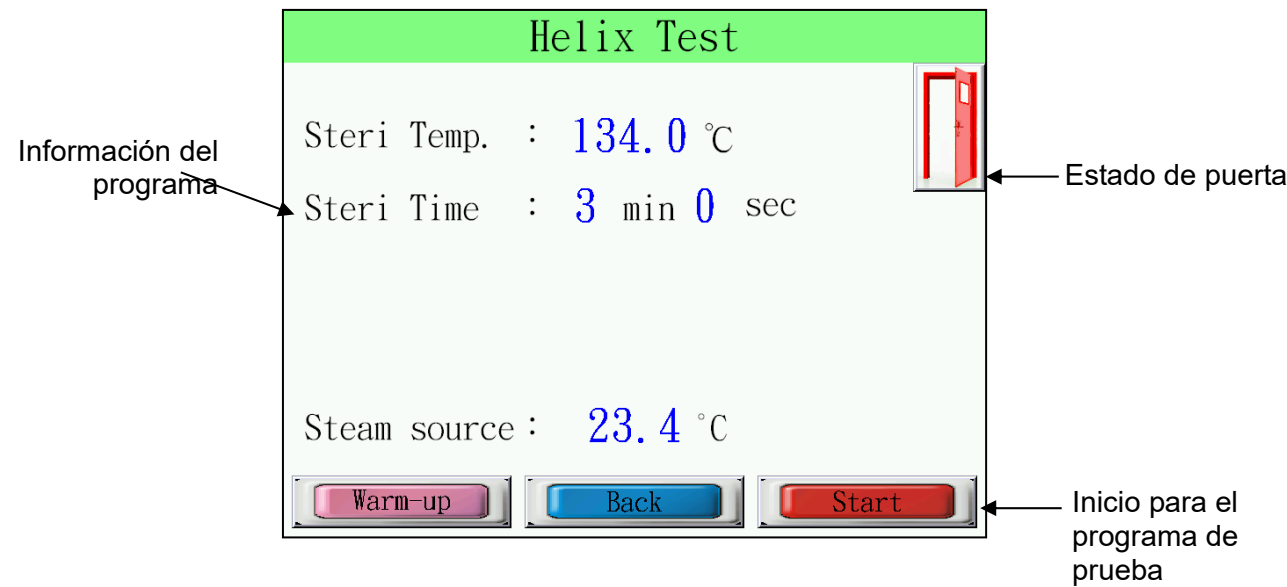 Helix Test
Steri Temp. : 134.0 ℃
Información del
programa
Estado de puerta
Steri Time : 3 min 0 sec
Steam source : 23.4 °C
Warm-up
Back
Start
Inicio para el
programa de
prueba